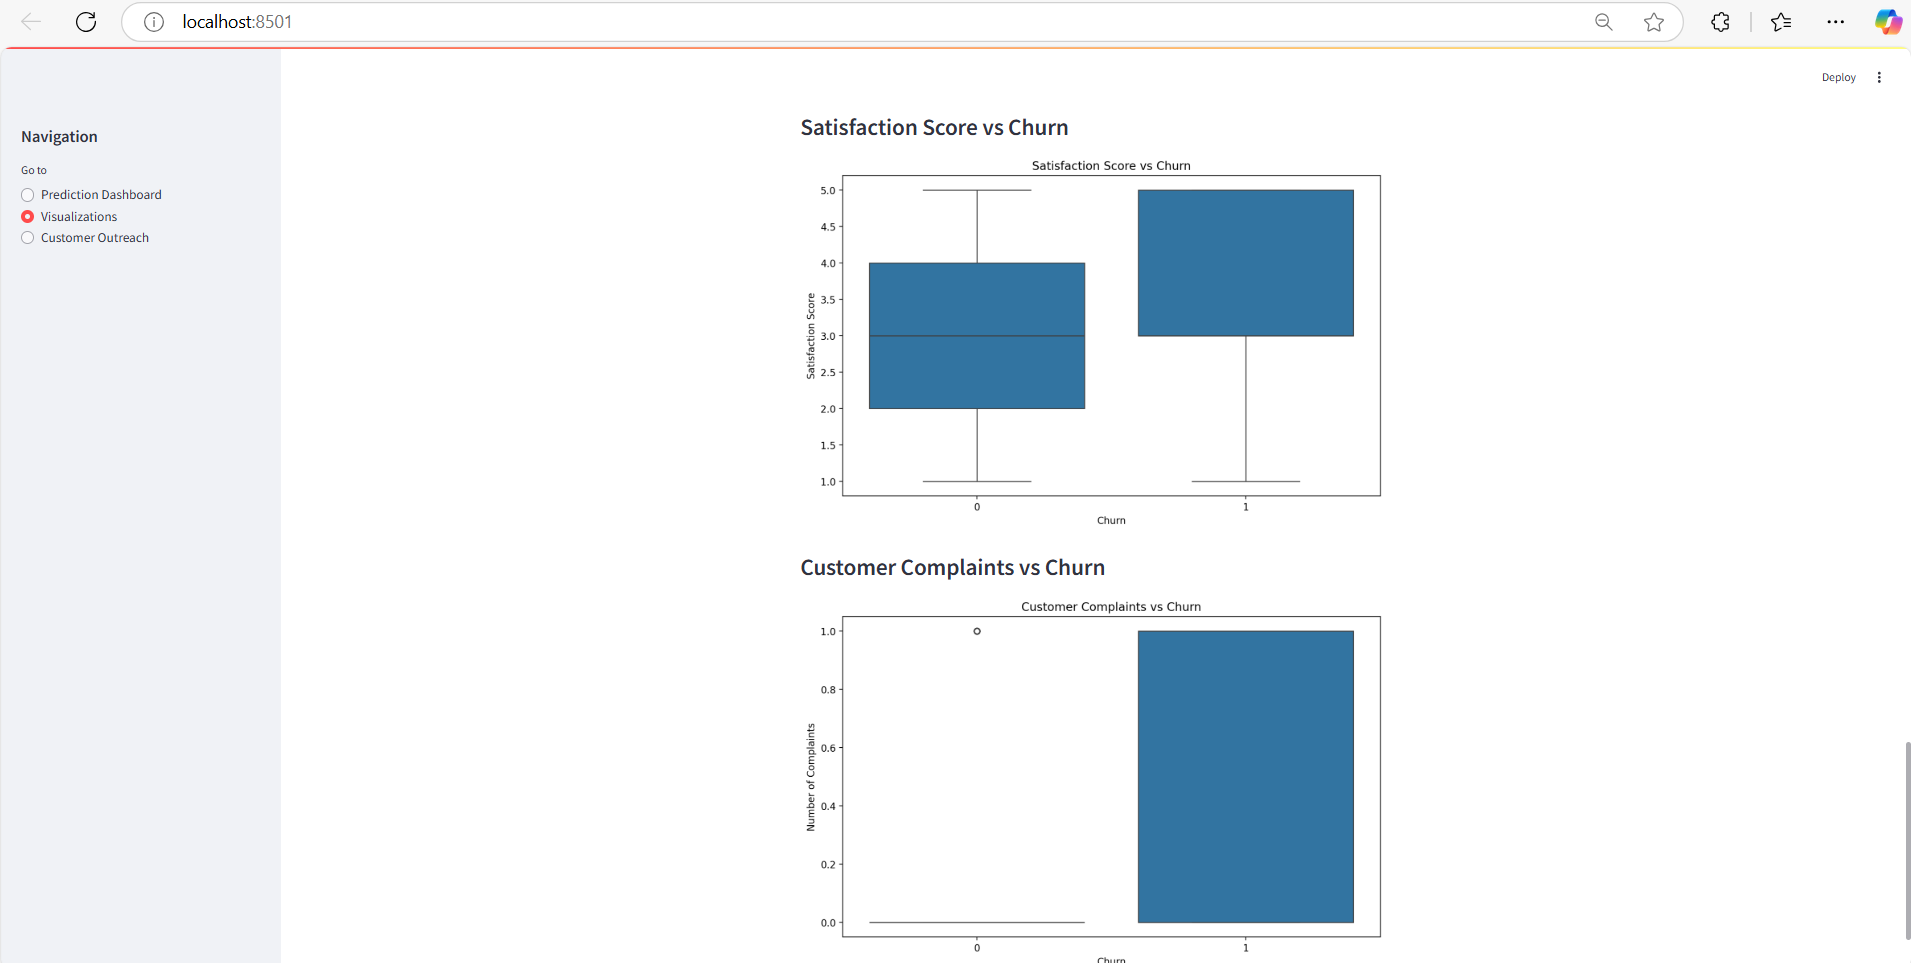 localhost:8501
Deploy
Navigation
Go to
Prediction Dashboard
Visualizations
Customer Outreach
Satisfaction Score vs Churn
Satisfaction Score vs Churn
Satisfaction Score
5.0
4.5
4.0
3.5
3.0
2.5
2.0
1.5
1.0
0 1
Churn
Customer Complaints vs Churn
Customer Complaints vs Churn
Number of Complaints
1.0
0.8
0.6
0.4
0.2
0.0
0 1
Churn